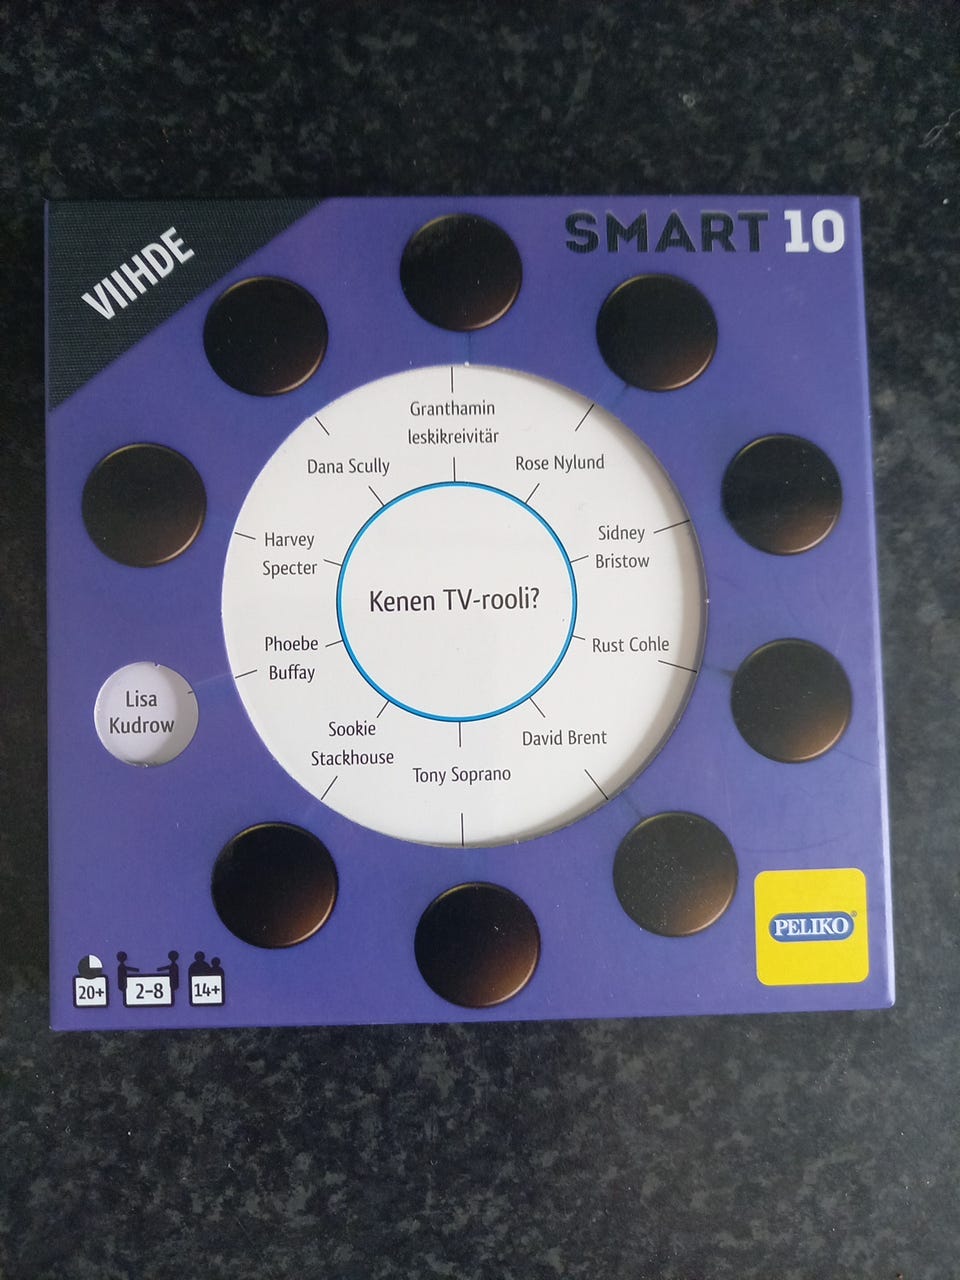 VIIHDE
SMART 10
Granthamin
leskikreivitär
Rose Nylund
Sidney
Bristow
Rust Cohle
David Brent
Tony Soprano
Sookie
Stackhouse
Phoebe
Buffay
Harvey
Specter
Dana Scully
Kenen TV-rooli?
Lisa
Kudrow
20+
2-8
14+
PELIKO®